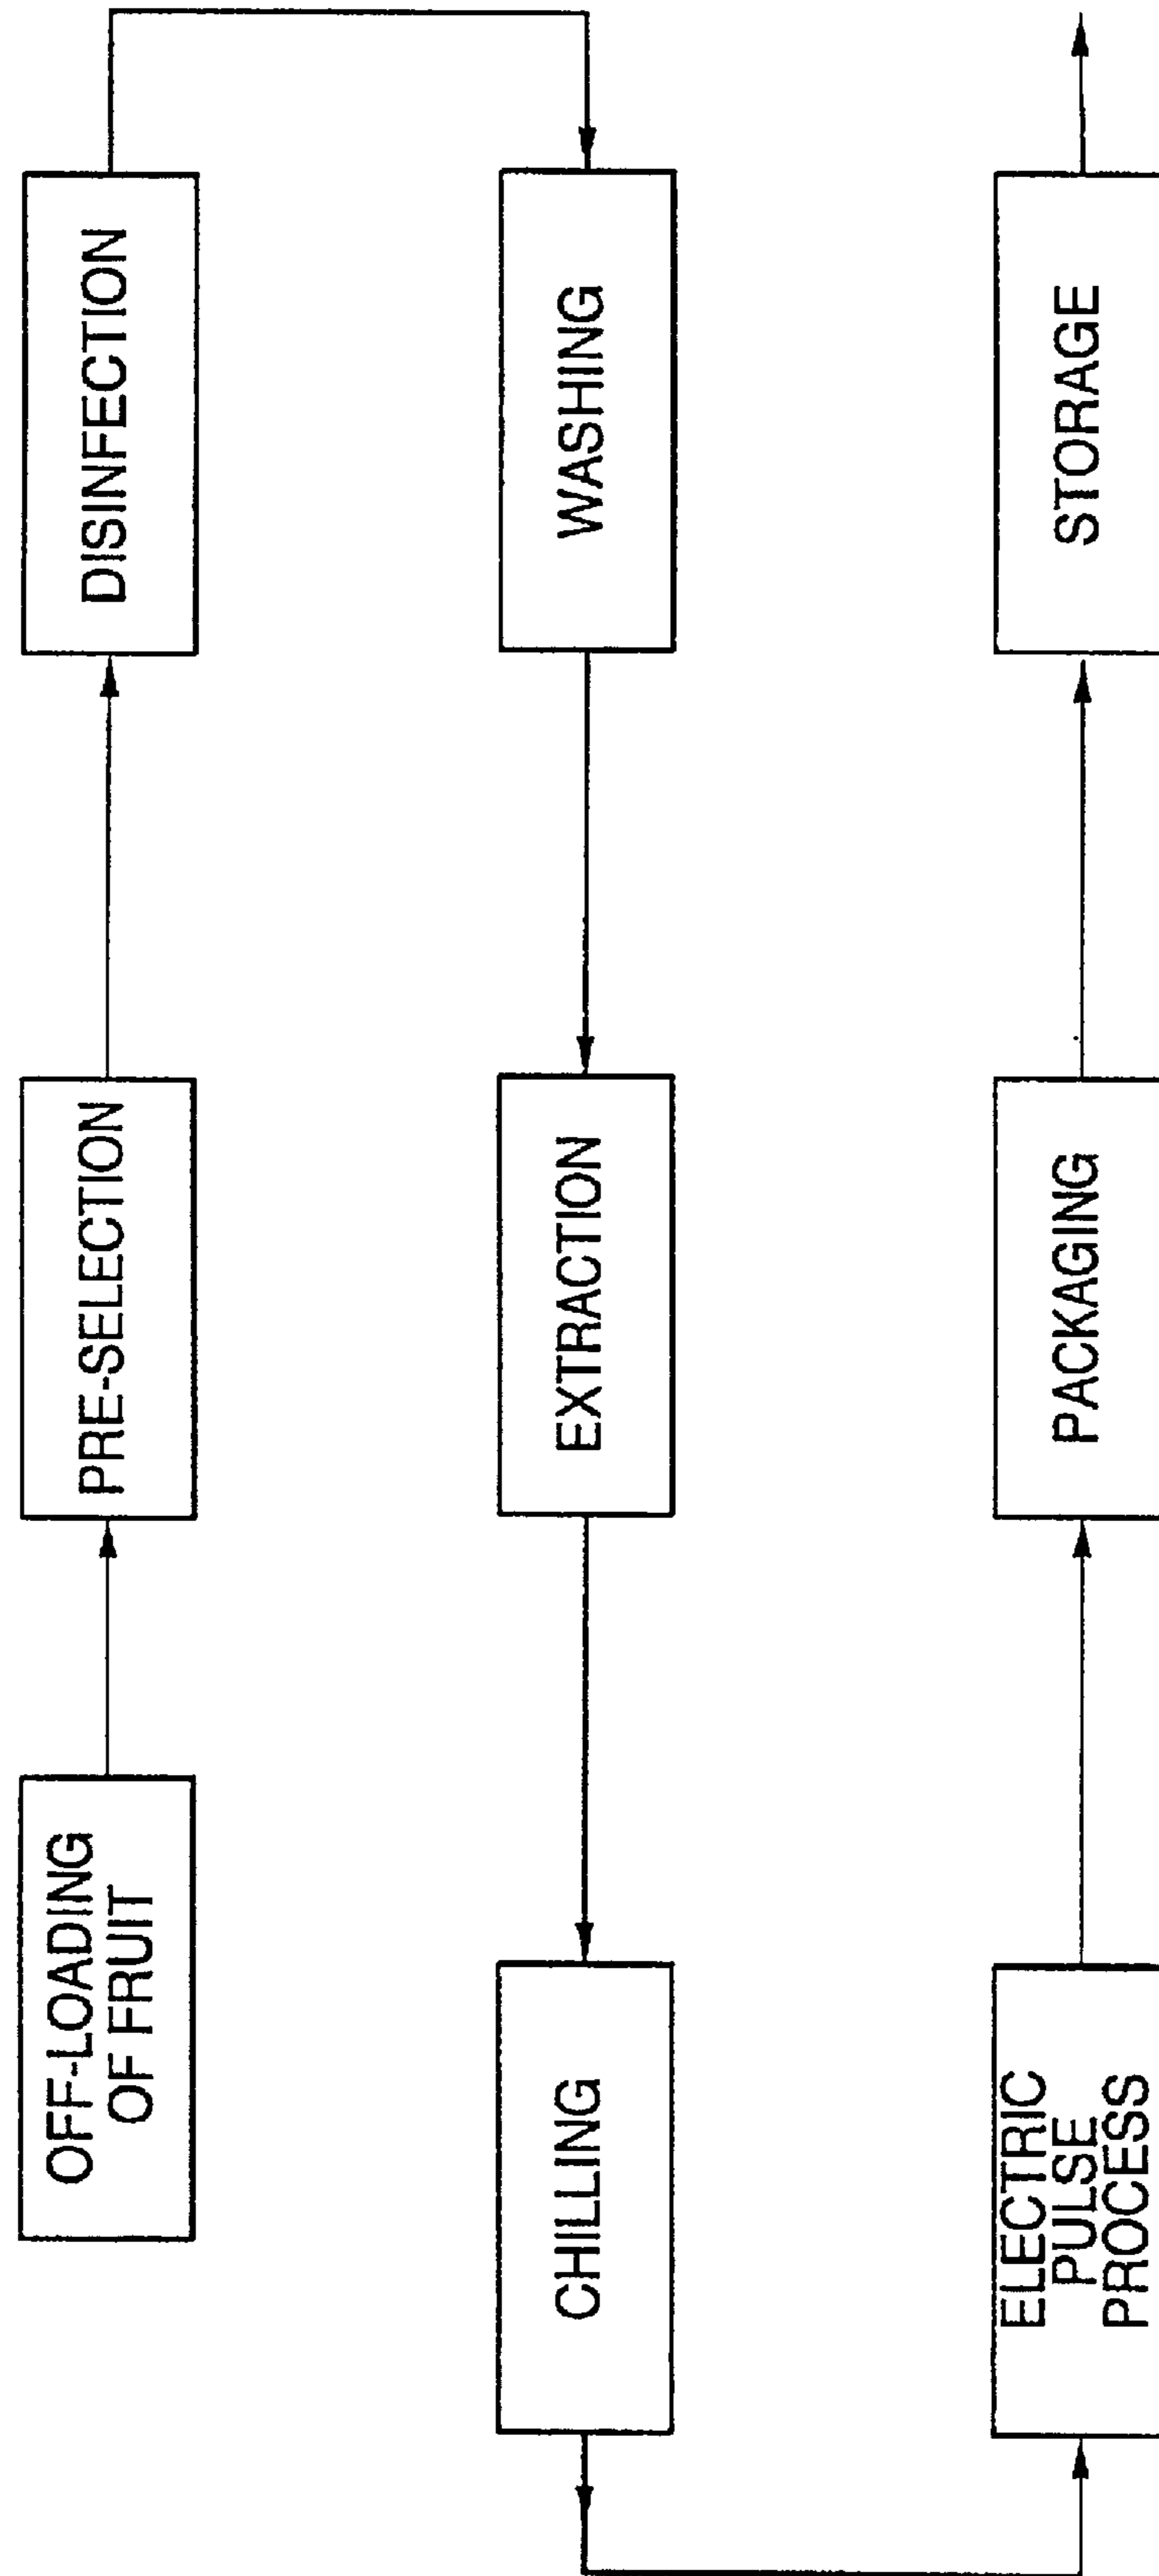 OFF-LOADING
OF FRUIT
PRE-SELECTION
DISINFECTION
WASHING
EXTRACTION
CHILLING
ELECTRIC
PULSE
PROCESS
PACKAGING
STORAGE